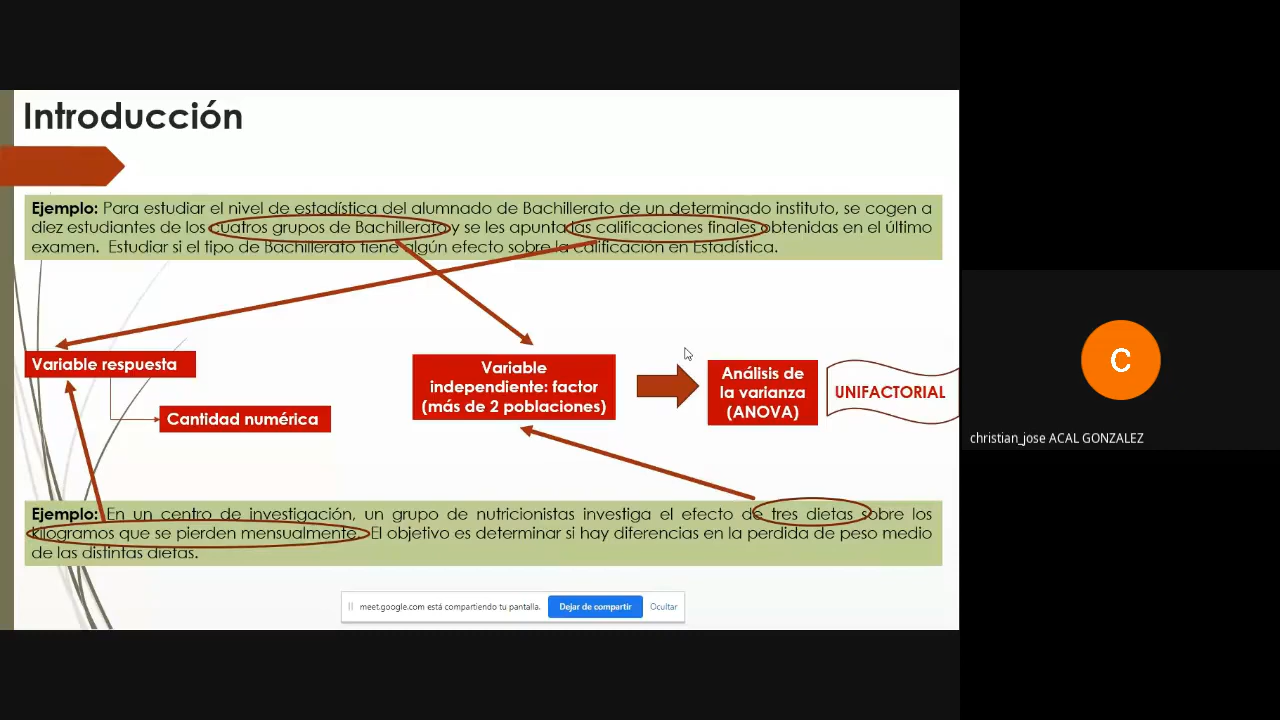 Introducción
Ejemplo: Para estudiar el nivel de estadística del alumnado de Bachillerato de un determinado instituto, se cogen a
diez estudiantes de los cuatros grupos de Bachillerato y se les apunta las calificaciones finales obtenidas en el último
examen. Estudiar si el tipo de Bachillerato tiene algún efecto sobre la calificación en Estadística.
Variable respuesta
Cantidad numérica
Variable
independiente: factor
(más de 2 poblaciones)
Análisis de
la varianza
(ANOVA)
UNIFACTORIAL
Ejemplo: En un centro de investigación, un grupo de nutricionistas investiga el efecto de tres dietas sobre los
kilogramos que se pierden mensualmente. El objetivo es determinar si hay diferencias en la perdida de peso medio
de las distintas dietas.
meet.google.com está compartiendo tu pantalla. Dejar de compartir Ocultar
C
christian_jose ACAL GONZALEZ